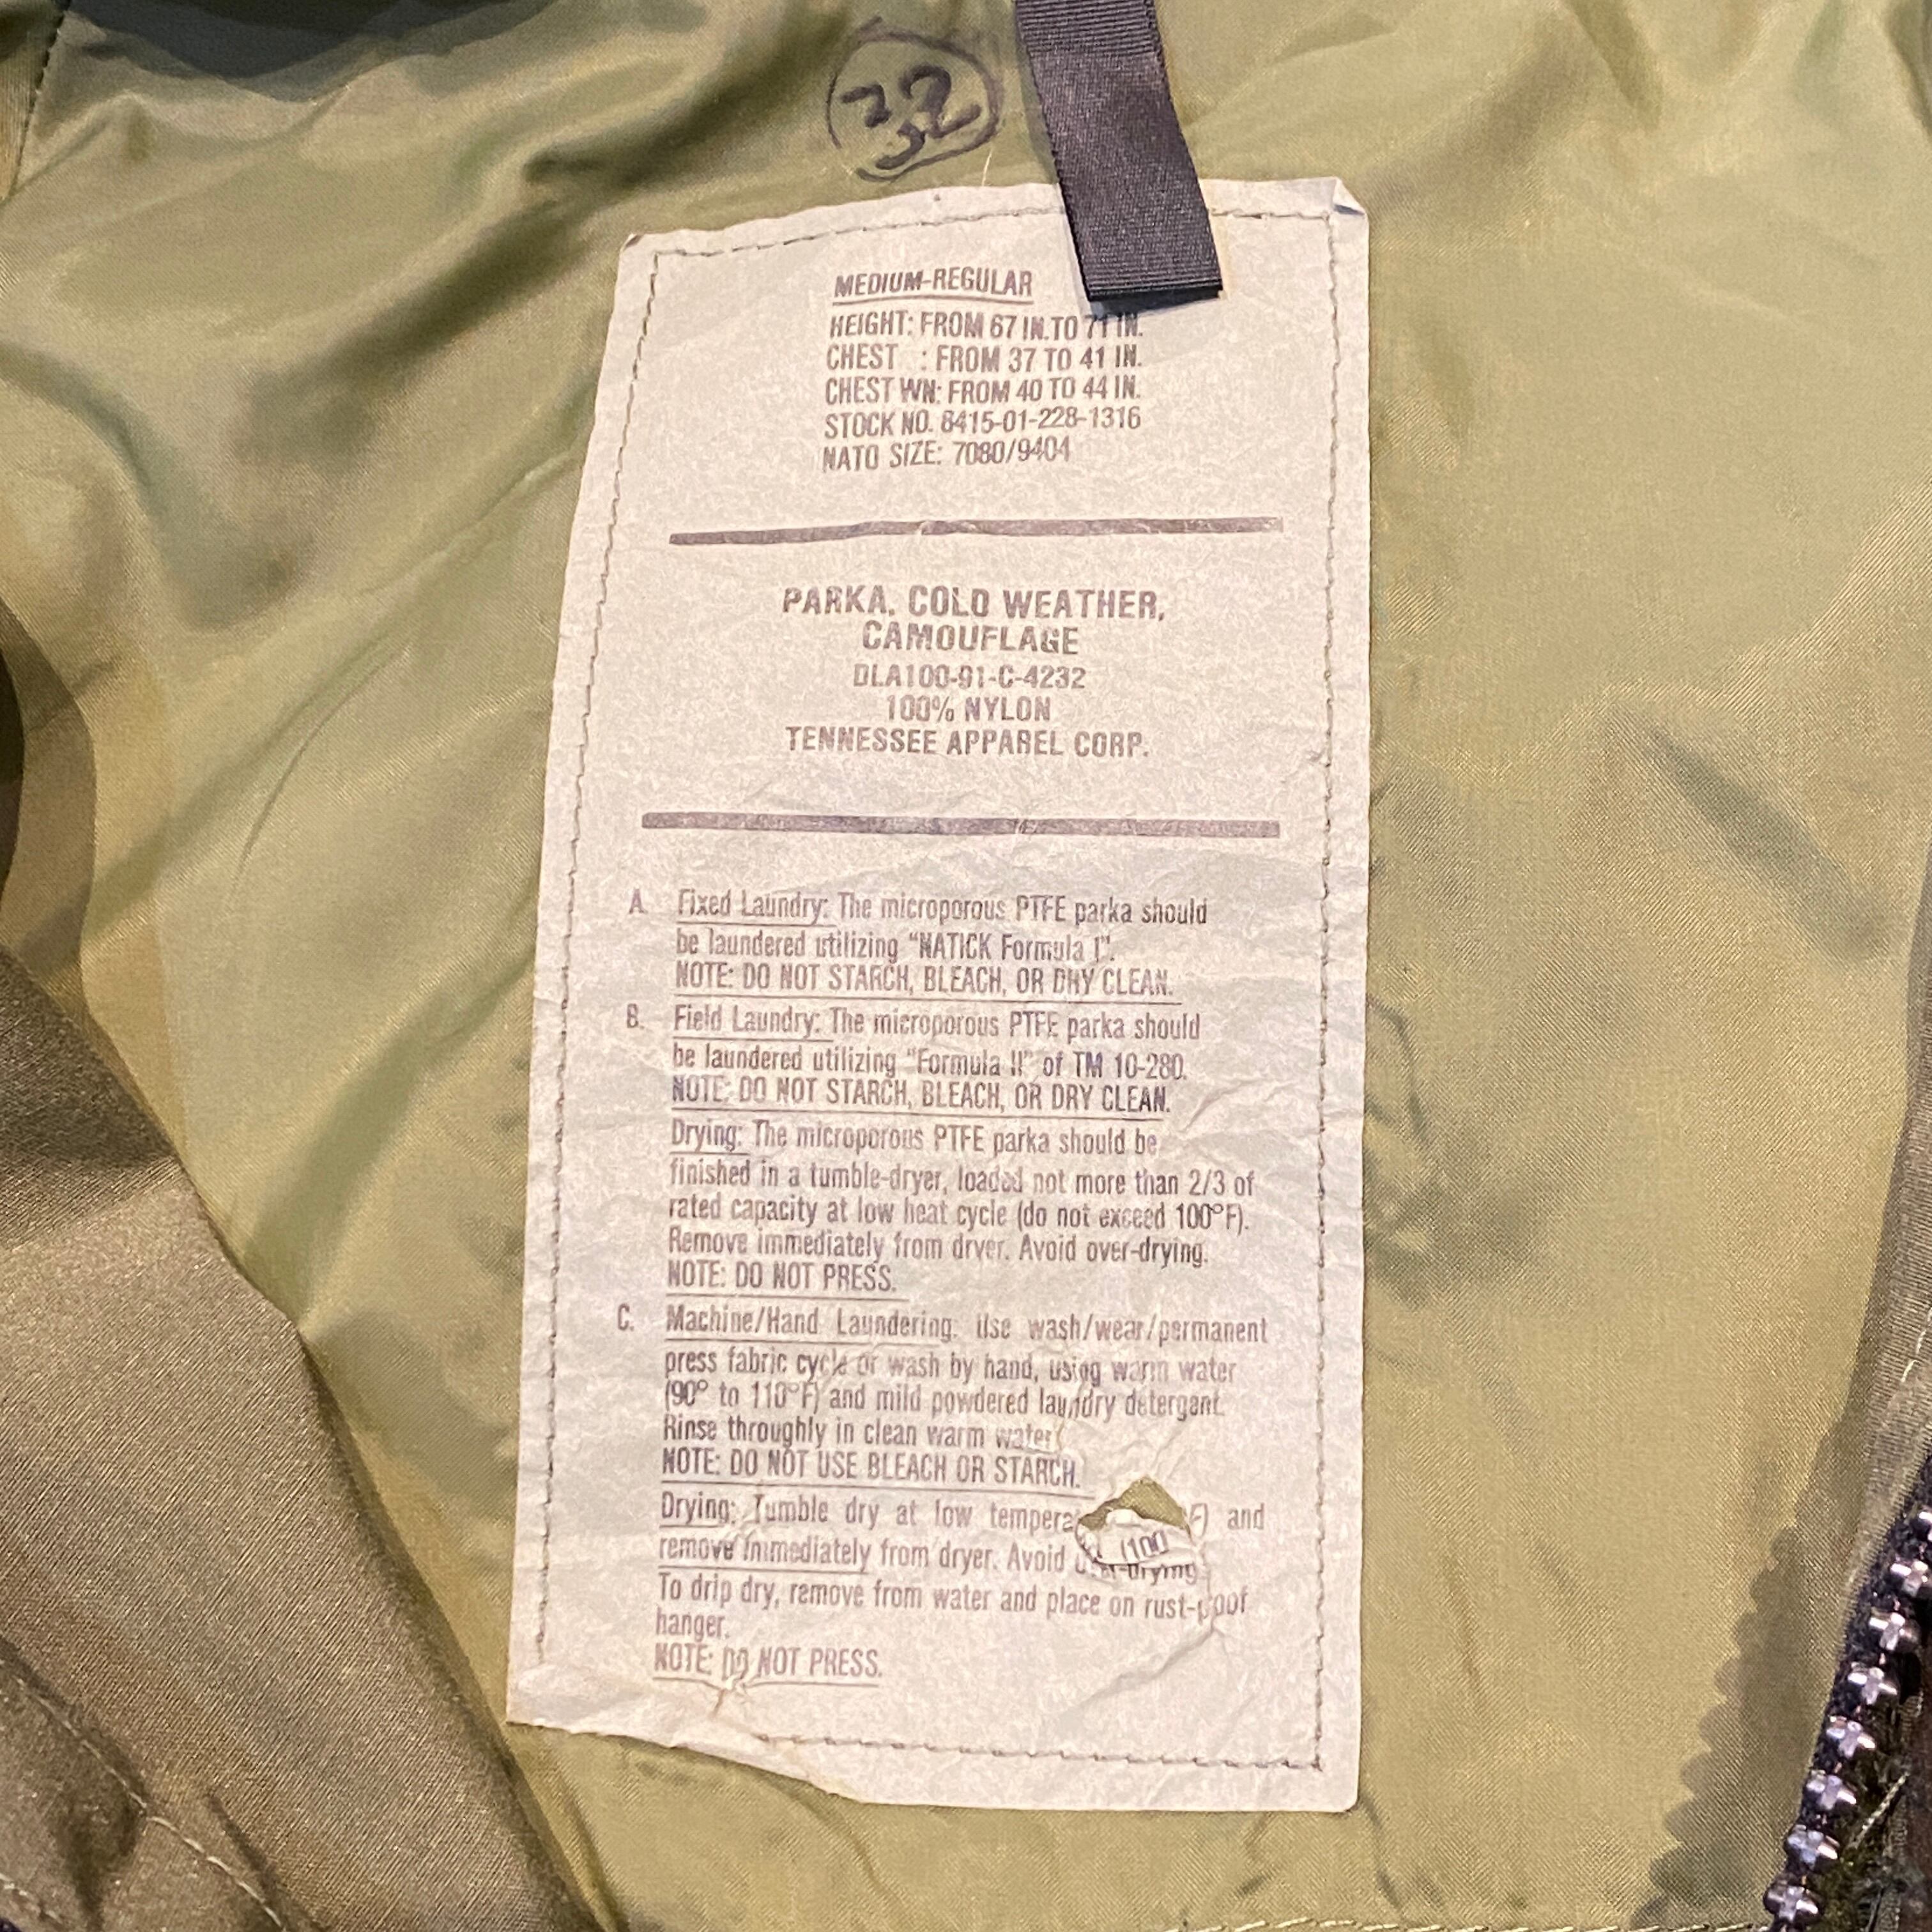 32
MEDIUM-REGULAR
HEIGHT: FROM 67 IN. TO 71 IN.
CHEST : FROM 37 TO 41 IN.
CHEST WN: FROM 40 TO 44 IN.
STOCK NO. 8415-01-228-1316
NATO SIZE: 7080/9404
PARKA, COLD WEATHER,
CAMOUFLAGE
DLA100-91-C-4232
100% NYLON
TENNESSEE APPAREL CORP.
A. Fixed Laundry: The microporous PTFE parka should
be laundered utilizing "NATICK Formula I".
NOTE: DO NOT STARCH, BLEACH, OR DRY CLEAN.
B. Field Laundry: The microporous PTFE parka should
be laundered utilizing "Formula II" of TM 10-280.
NOTE: DO NOT STARCH, BLEACH, OR DRY CLEAN.
Drying: The microporous PTFE parka should be
finished in a tumble-dryer, loaded not more than 2/3 of
rated capacity at low heat cycle (do not exceed 100°F).
Remove immediately from dryer. Avoid over-drying.
NOTE: DO NOT PRESS.
C. Machine/Hand Laundering: Use wash/wear/permanent
press fabric cycle or wash by hand, using warm water
(90° to 110°F) and mild powdered laundry detergent.
Rinse throughly in clean warm water.
NOTE: DO NOT USE BLEACH OR STARCH.
Drying: Tumble dry at low tempera (100 F) and
remove immediately from dryer. Avoid over-drying.
To drip dry, remove from water and place on rust-proof
hanger.
NOTE: DO NOT PRESS.